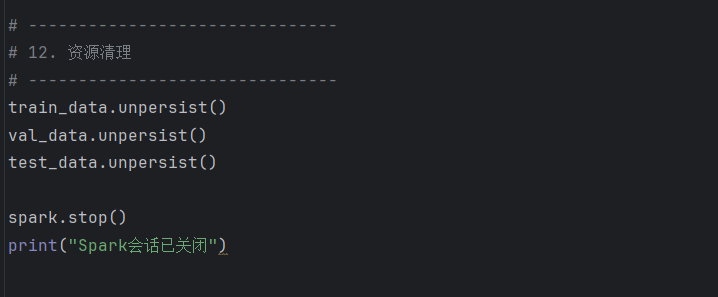 # -------------------------------
# 12. 资源清理
# -------------------------------
train_data.unpersist()
val_data.unpersist()
test_data.unpersist()
spark.stop()
print("Spark会话已关闭")